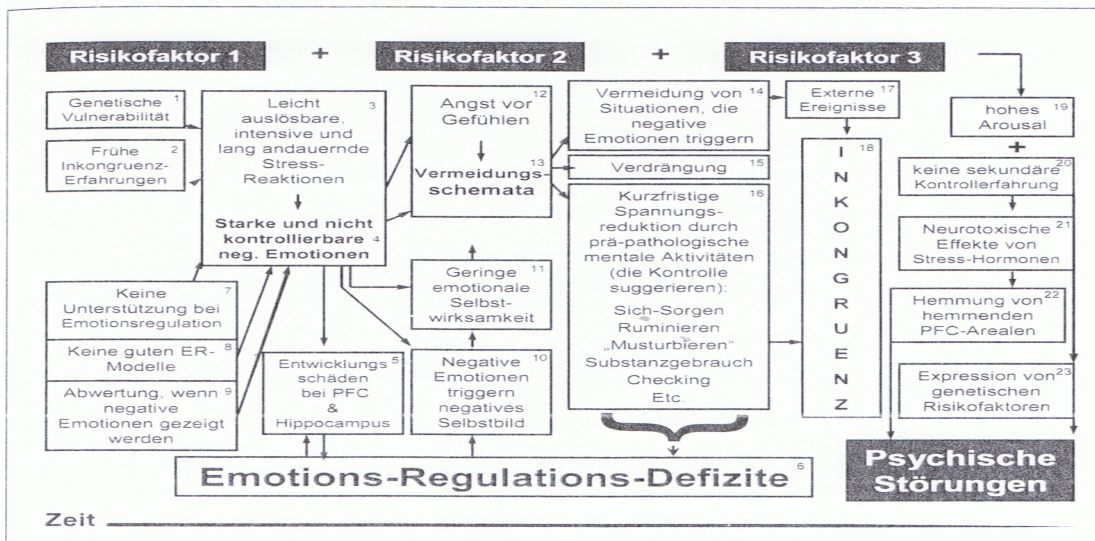 Risikofaktor 1 + Risikofaktor 2 + Risikofaktor 3
Genetische 1
Vulnerabilität
Frühe 2
Inkongruenz-
Erfahrungen
Leicht 3
auslösbare,
intensive und
lang andauernde
Stress-
Reaktionen
Starke und nicht
kontrollierbare 4
neg. Emotionen
Keine 7
Unterstützung bei
Emotionsregulation
Keine guten ER- 8
Modelle
Abwertung, wenn 9
negative
Emotionen gezeigt
werden
Entwicklungs 5
schäden
bei PFC
&
Hippocampus
12
Angst vor
Gefühlen
13
Vermeidungs-
schemata
Geringe 11
emotionale
Selbst-
wirksamkeit
Negative 10
Emotionen
triggern
negatives
Selbstbild
Vermeidung von 14
Situationen, die
negative
Emotionen triggern
Verdrängung 15
Kurzfristige 16
Spannungs-
reduktion durch
prä-pathologische
mentale Aktivitäten
(die Kontrolle
suggerieren):
Sich-Sorgen
Ruminieren
„Musturbieren“
Substanzgebrauch
Checking
Etc.
Externe 17
Ereignisse
INKONGRUENZ 18
19
hohes
Arousal
+
20
keine sekundäre
Kontrollerfahrung
Neurotoxische 21
Effekte von
Stress-Hormonen
Hemmung von 22
hemmenden
PFC-Arealen
Expression von 23
genetischen
Risikofaktoren
Emotions-Regulations-Defizite 6
Psychische
Störungen
Zeit